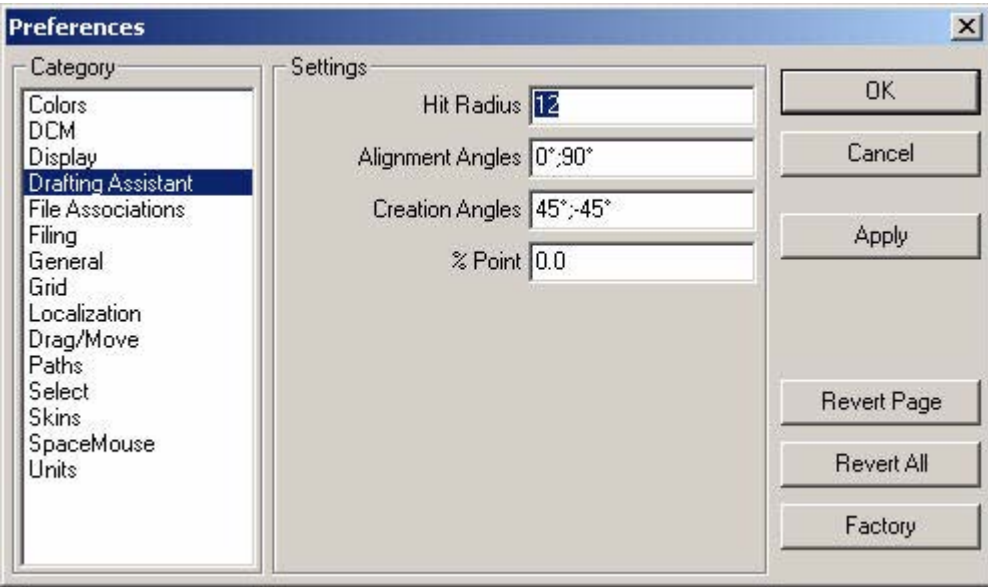 Preferences
Category
Colors
DCM
Display
Drafting Assistant
File Associations
Filing
General
Grid
Localization
Drag/Move
Paths
Select
Skins
SpaceMouse
Units
Settings
Hit Radius 12
Alignment Angles 0°;90°
Creation Angles 45°;-45°
% Point 0.0
OK
Cancel
Apply
Revert Page
Revert All
Factory